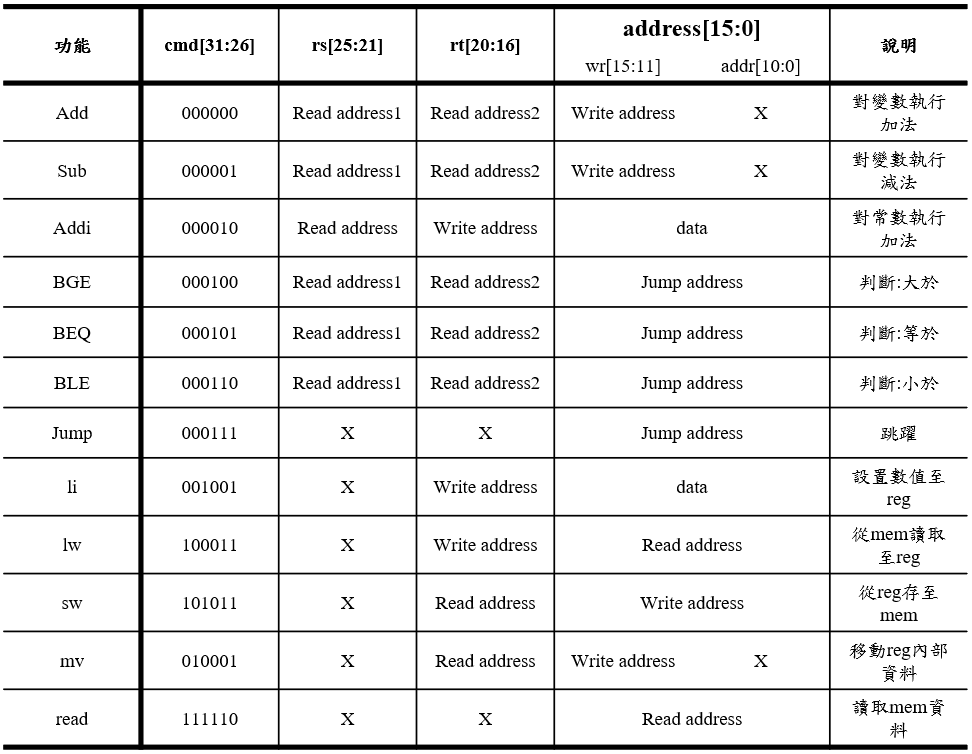 功能 cmd[31:26] rs[25:21] rt[20:16] address[15:0] 說明
wr[15:11] addr[10:0]
Add 000000 Read address1 Read address2 Write address X 對變數執行
加法
Sub 000001 Read address1 Read address2 Write address X 對變數執行
減法
Addi 000010 Read address Write address data 對常數執行
加法
BGE 000100 Read address1 Read address2 Jump address 判斷:大於
BEQ 000101 Read address1 Read address2 Jump address 判斷:等於
BLE 000110 Read address1 Read address2 Jump address 判斷:小於
Jump 000111 X X Jump address 跳躍
li 001001 X Write address data 設置數值至
reg
lw 100011 X Write address Read address 從mem讀取
至reg
sw 101011 X Read address Write address 從reg存至
mem
mv 010001 X Read address Write address X 移動reg內部
資料
read 111110 X X Read address 讀取mem資
料